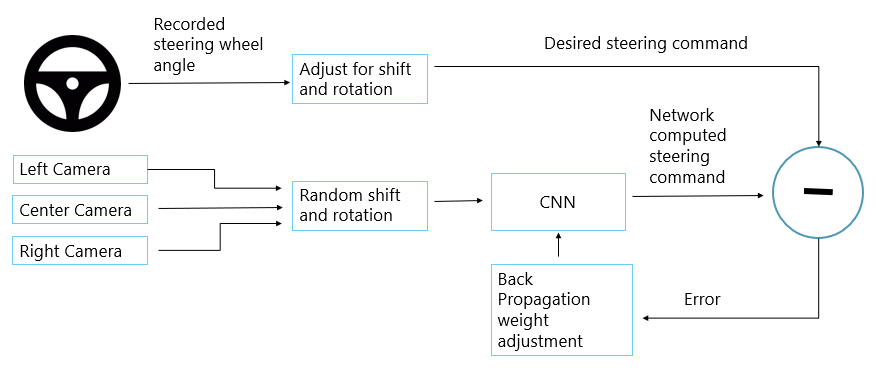 Recorded
steering wheel
angle
Adjust for shift
and rotation
Desired steering command
Left Camera
Center Camera
Right Camera
Random shift
and rotation
CNN
Network
computed
steering
command
Back
Propagation
weight
adjustment
Error